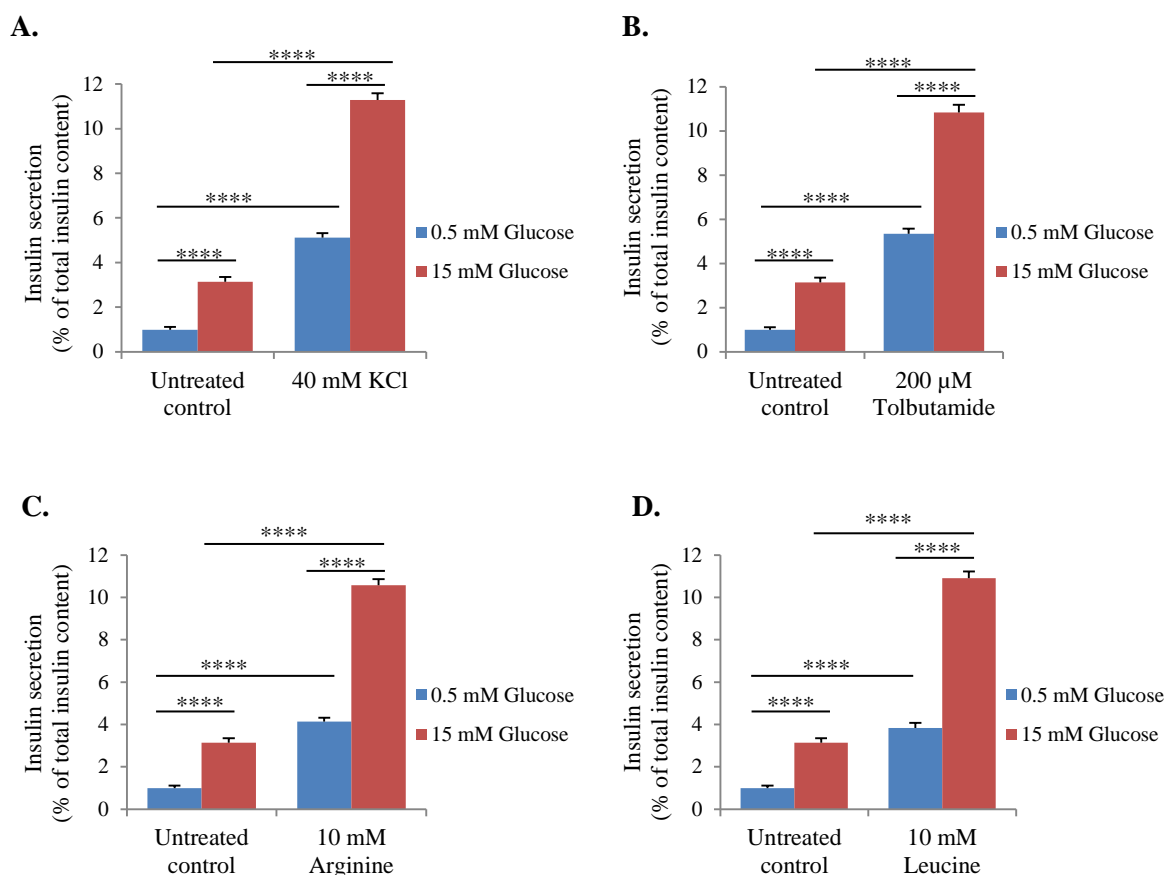 A.
****
****
12
10
8
6
4
2
0
Insulin secretion
(% of total insulin content)
****
****
0.5 mM Glucose
15 mM Glucose
Untreated
control
40 mM KCl
B.
****
****
12
10
8
6
4
2
0
Insulin secretion
(% of total insulin content)
****
****
0.5 mM Glucose
15 mM Glucose
Untreated
control
200 µM
Tolbutamide
C.
****
****
12
10
8
6
4
2
0
Insulin secretion
(% of total insulin content)
****
****
0.5 mM Glucose
15 mM Glucose
Untreated
control
10 mM
Arginine
D.
****
****
12
10
8
6
4
2
0
Insulin secretion
(% of total insulin content)
****
****
0.5 mM Glucose
15 mM Glucose
Untreated
control
10 mM
Leucine